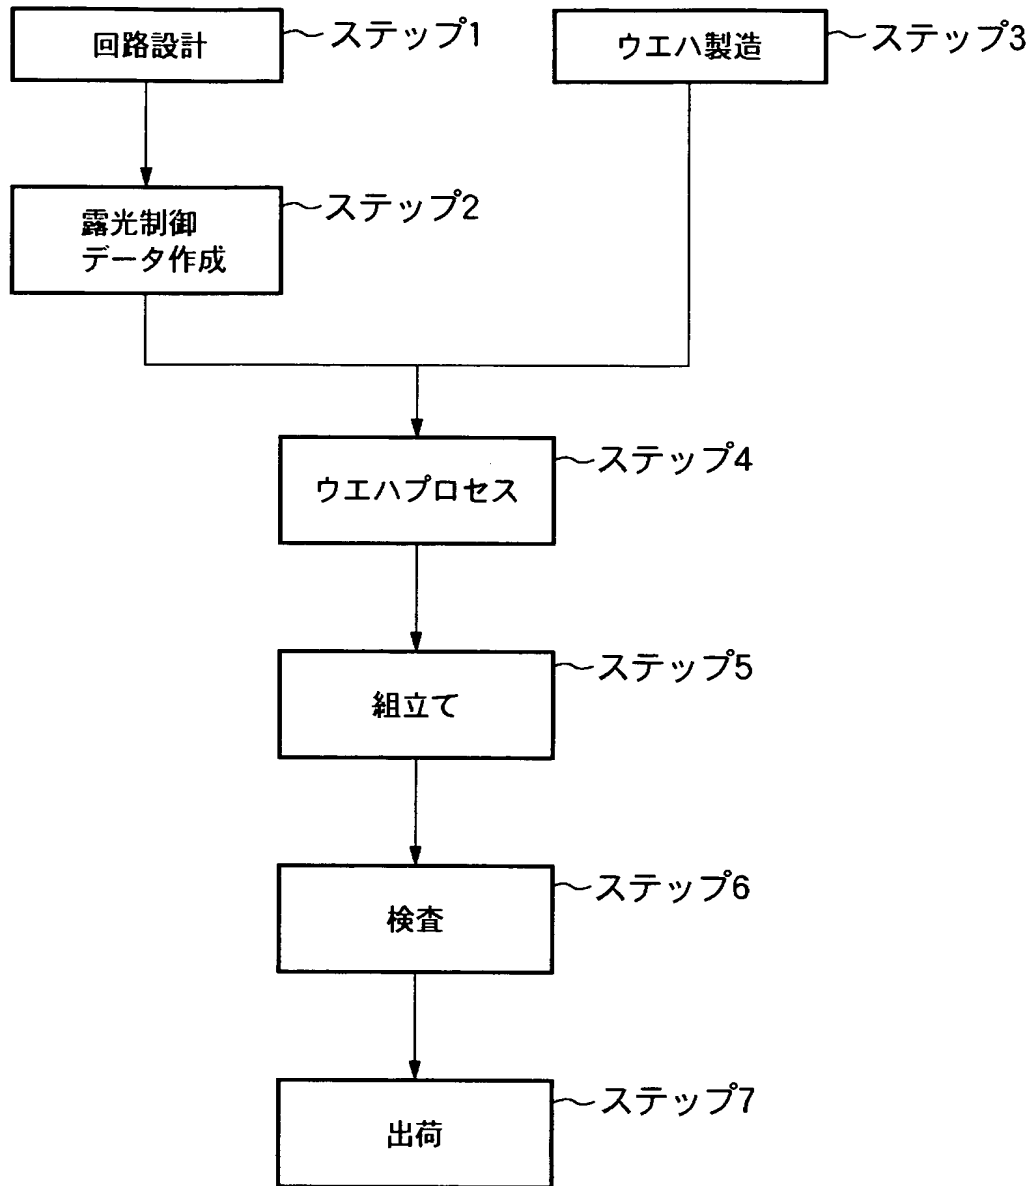 回路設計
ステップ1
ウエハ製造
ステップ3
露光制御
データ作成
ステップ2
ウエハプロセス
ステップ4
組立て
ステップ5
検査
ステップ6
出荷
ステップ7